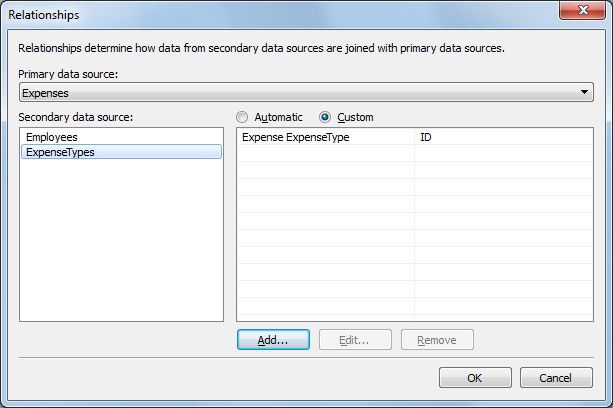 Relationships
Relationships determine how data from secondary data sources are joined with primary data sources.
Primary data source:
Expenses
Secondary data source:
Automatic Custom
Employees
Expense ExpenseType ID
ExpenseTypes
Add... Edit... Remove
OK Cancel